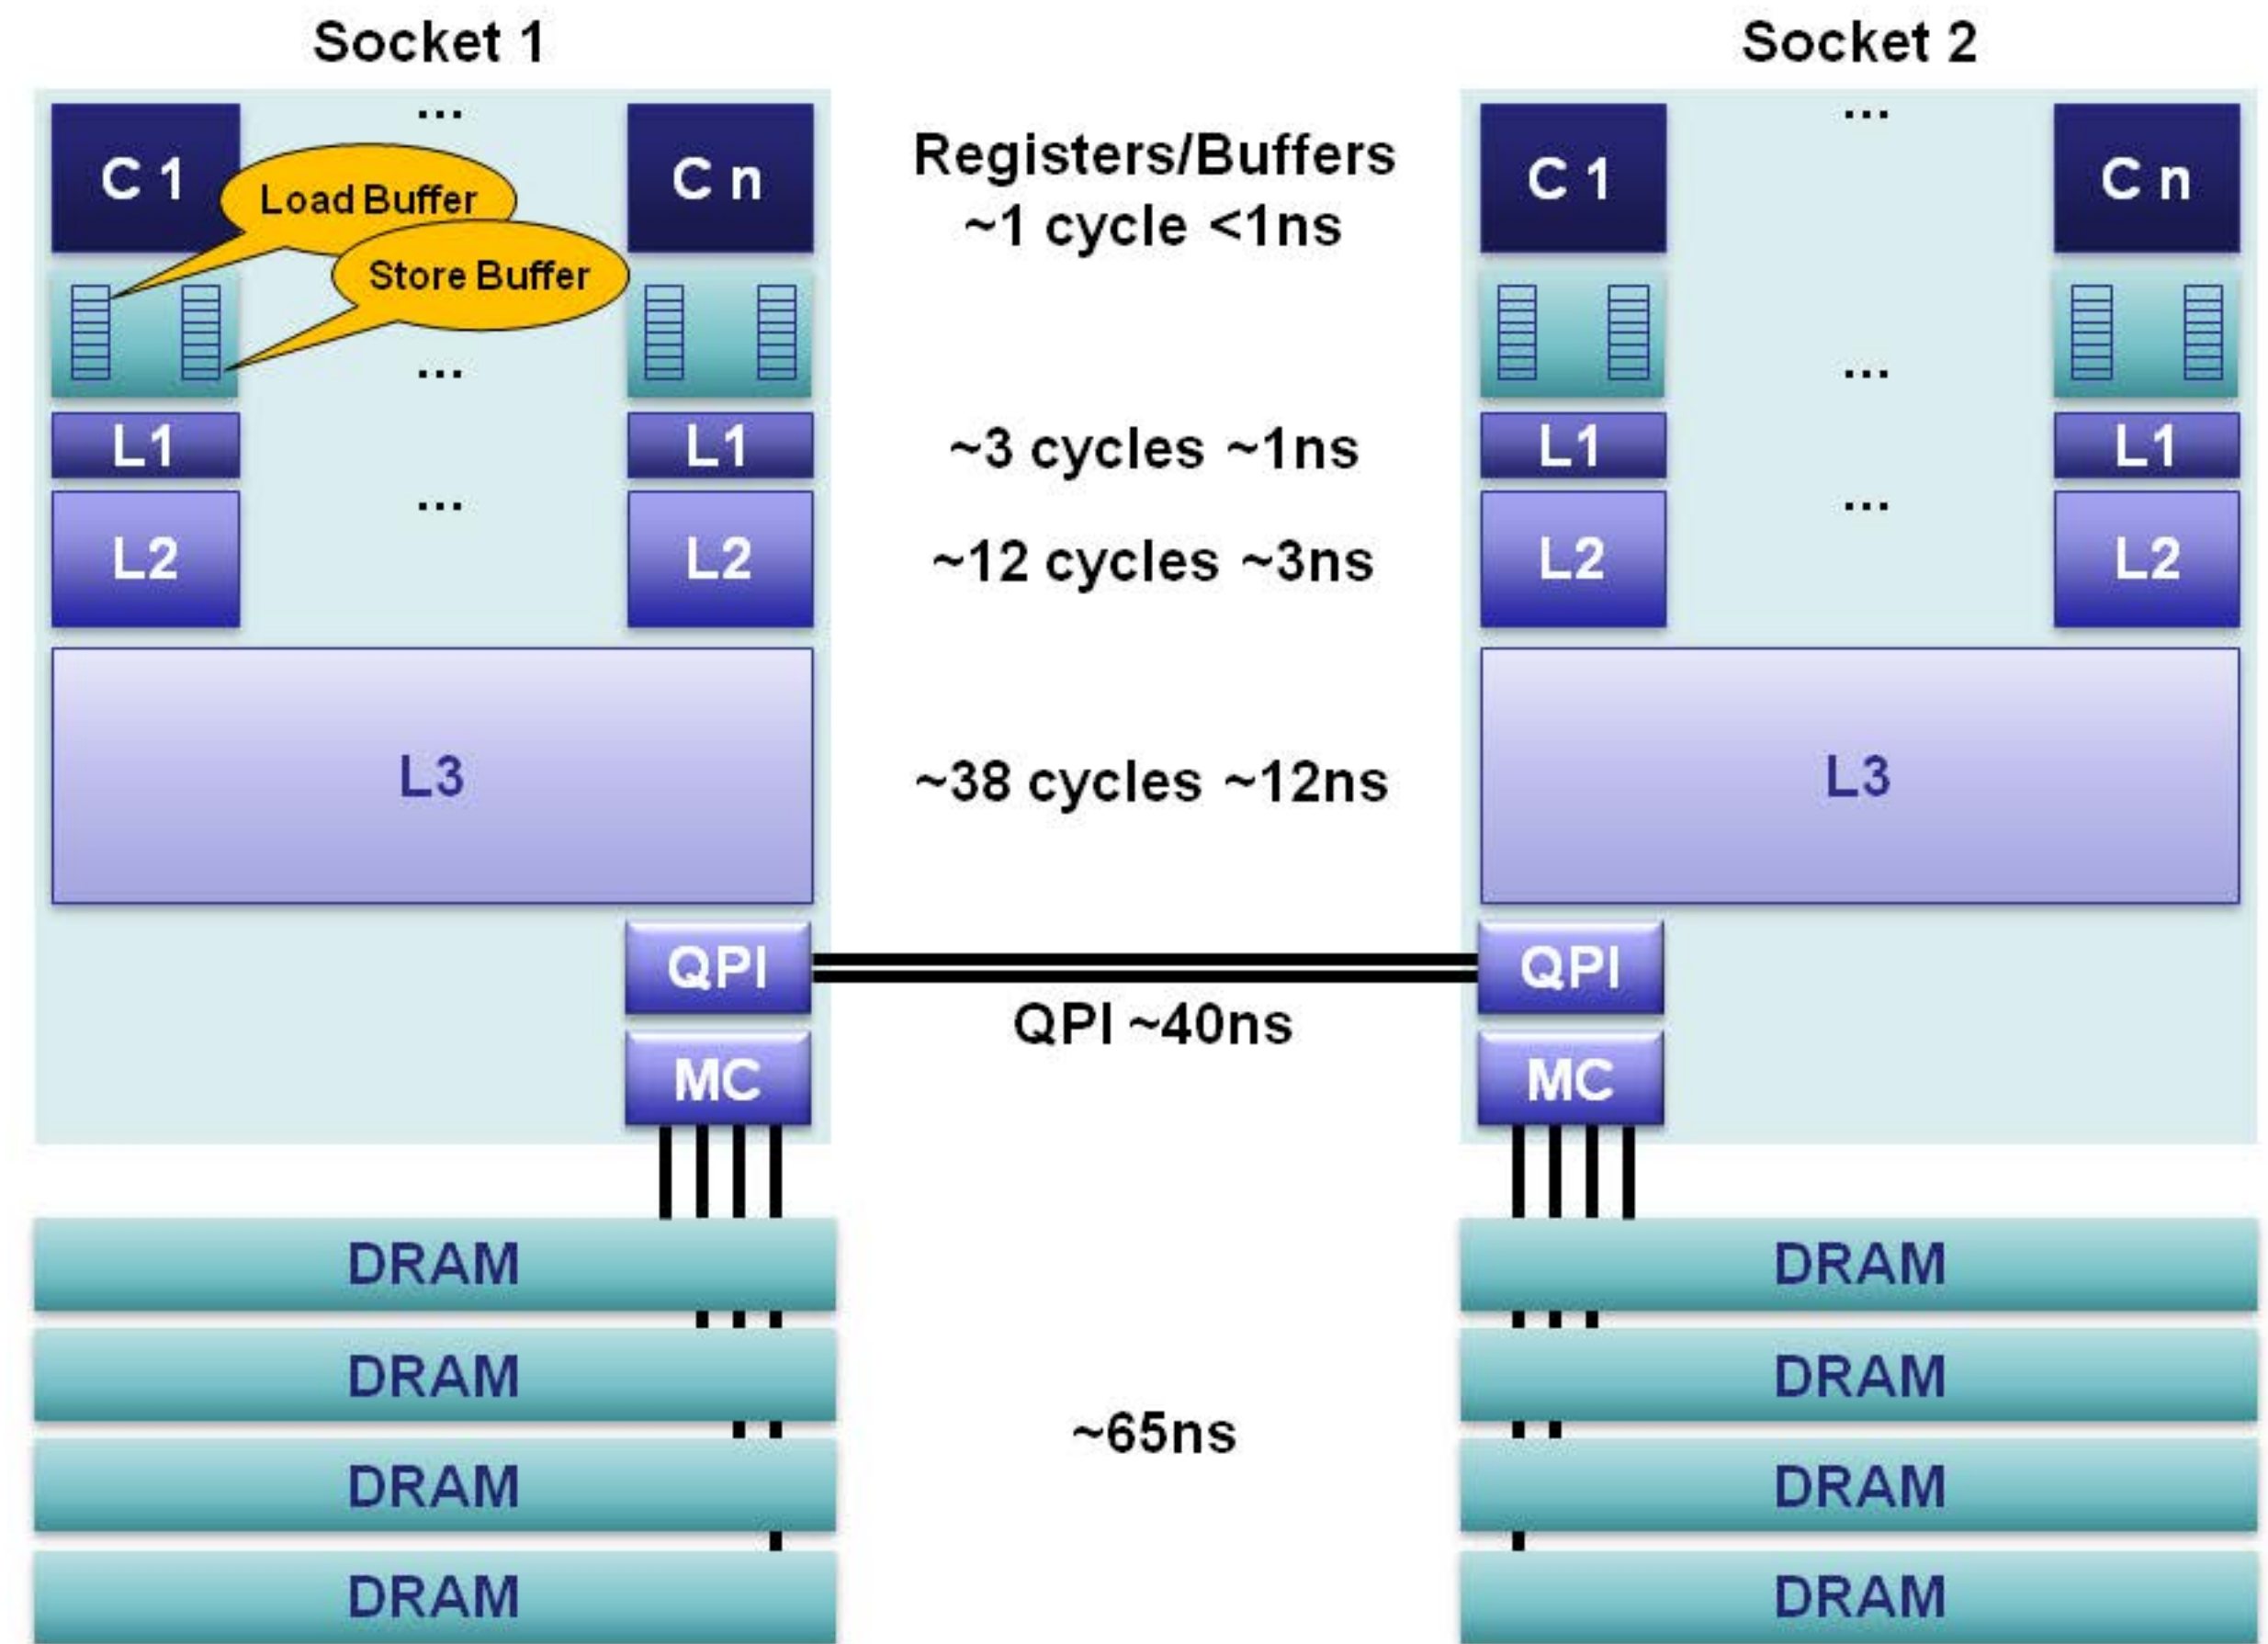 Socket 1
Socket 2
...
...
C 1
C n
Registers/Buffers
~1 cycle <1ns
C 1
C n
Load Buffer
Store Buffer
...
...
L1
L1
~3 cycles ~1ns
L1
L1
...
...
L2
L2
~12 cycles ~3ns
L2
L2
L3
~38 cycles ~12ns
L3
QPI
QPI
QPI ~40ns
MC
MC
DRAM
DRAM
DRAM
DRAM
~65ns
DRAM
DRAM
DRAM
DRAM